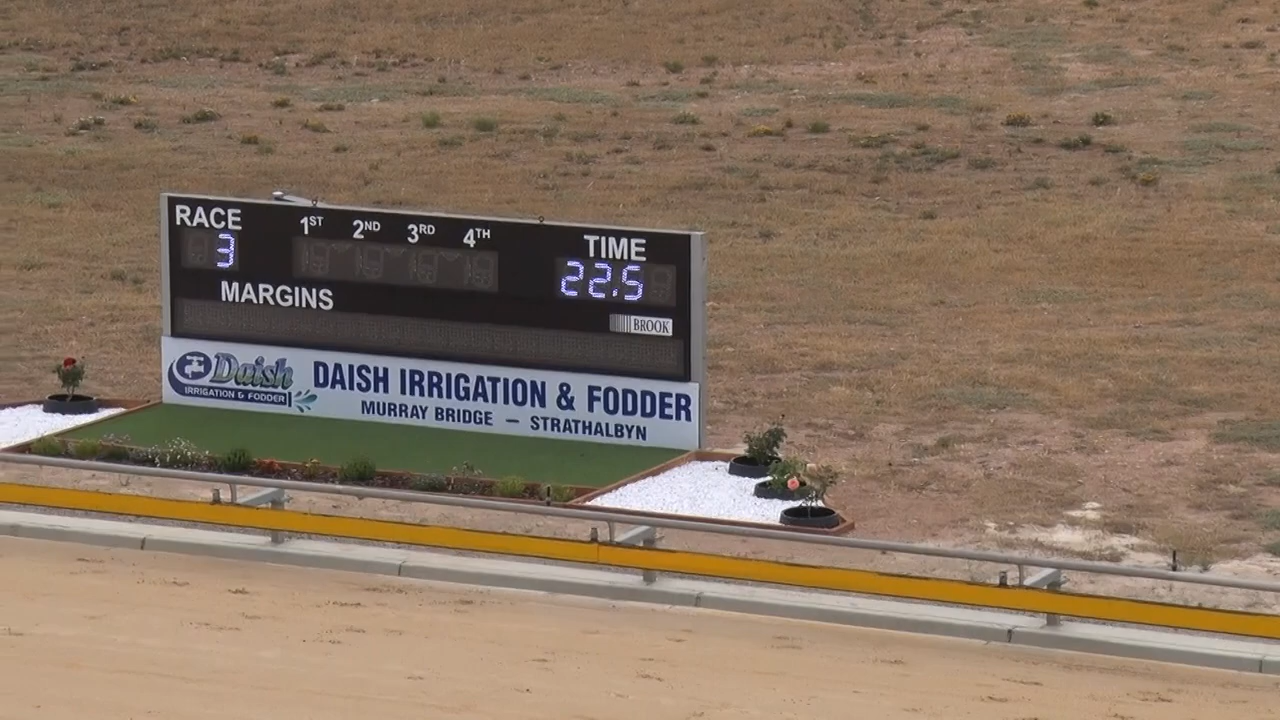 RACE 1ST 2ND 3RD 4TH TIME
3 22.5
MARGINS
BROOK
Daish
IRRIGATION & FODDER
DAISH IRRIGATION & FODDER
MURRAY BRIDGE — STRATHALBYN